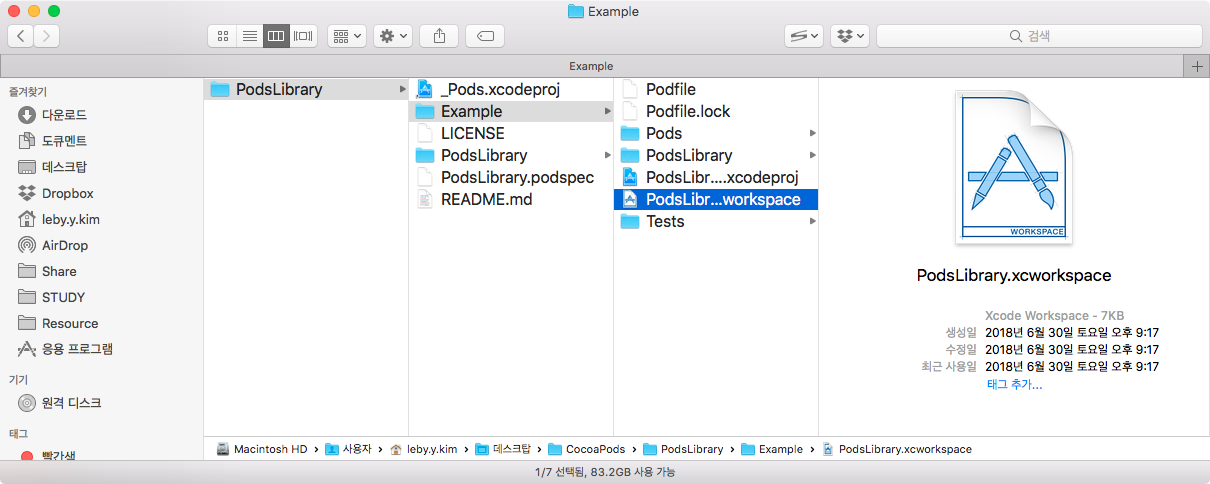 Example
검색
Example
즐겨찾기
다운로드
도큐멘트
데스크탑
Dropbox
leby.y.kim
AirDrop
Share
STUDY
Resource
응용 프로그램
기기
원격 디스크
태그
빨간색
PodsLibrary
_Pods.xcodeproj
Example
LICENSE
PodsLibrary
PodsLibrary.podspec
README.md
Podfile
Podfile.lock
Pods
PodsLibrary
PodsLibr....xcodeproj
PodsLibr...workspace
Tests
WORKSPACE
PodsLibrary.xcworkspace
Xcode Workspace - 7KB
생성일 2018년 6월 30일 토요일 오후 9:17
수정일 2018년 6월 30일 토요일 오후 9:17
최근 사용일 2018년 6월 30일 토요일 오후 9:17
태그 추가...
Macintosh HD › 사용자 › leby.y.kim › 데스크탑 › CocoaPods › PodsLibrary › Example › PodsLibrary.xcworkspace
1/7 선택됨, 83.2GB 사용 가능